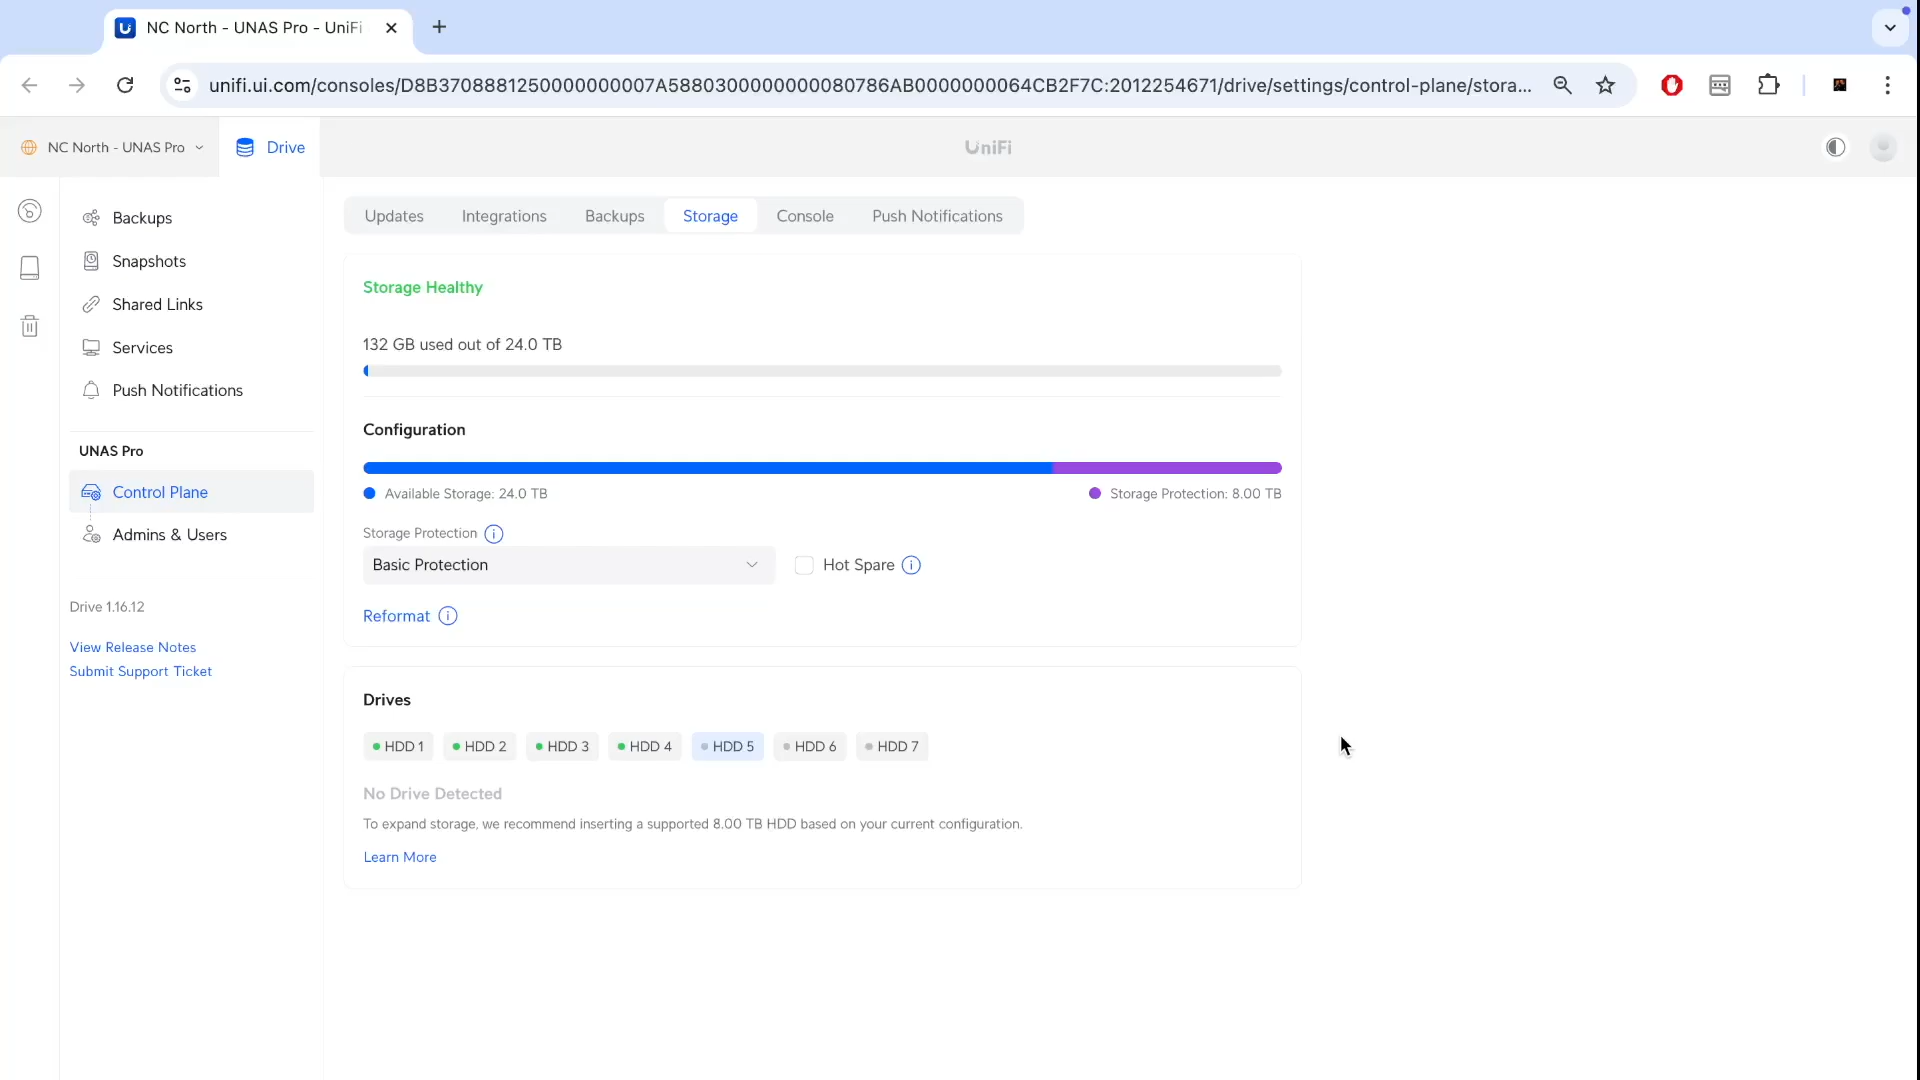 NC North - UNAS Pro - UniFi
unifi.ui.com/consoles/D8B3708881250000000007A5880300000000080786AB0000000064CB2F7C:2012254671/drive/settings/control-plane/stora...
NC North - UNAS Pro
Drive
UniFi
Backups
Snapshots
Shared Links
Services
Push Notifications
UNAS Pro
Control Plane
Admins & Users
Drive 1.16.12
View Release Notes
Submit Support Ticket
Updates
Integrations
Backups
Storage
Console
Push Notifications
Storage Healthy
132 GB used out of 24.0 TB
Configuration
Available Storage: 24.0 TB
Storage Protection: 8.00 TB
Storage Protection
Basic Protection
Hot Spare
Reformat
Drives
HDD 1
HDD 2
HDD 3
HDD 4
HDD 5
HDD 6
HDD 7
No Drive Detected
To expand storage, we recommend inserting a supported 8.00 TB HDD based on your current configuration.
Learn More